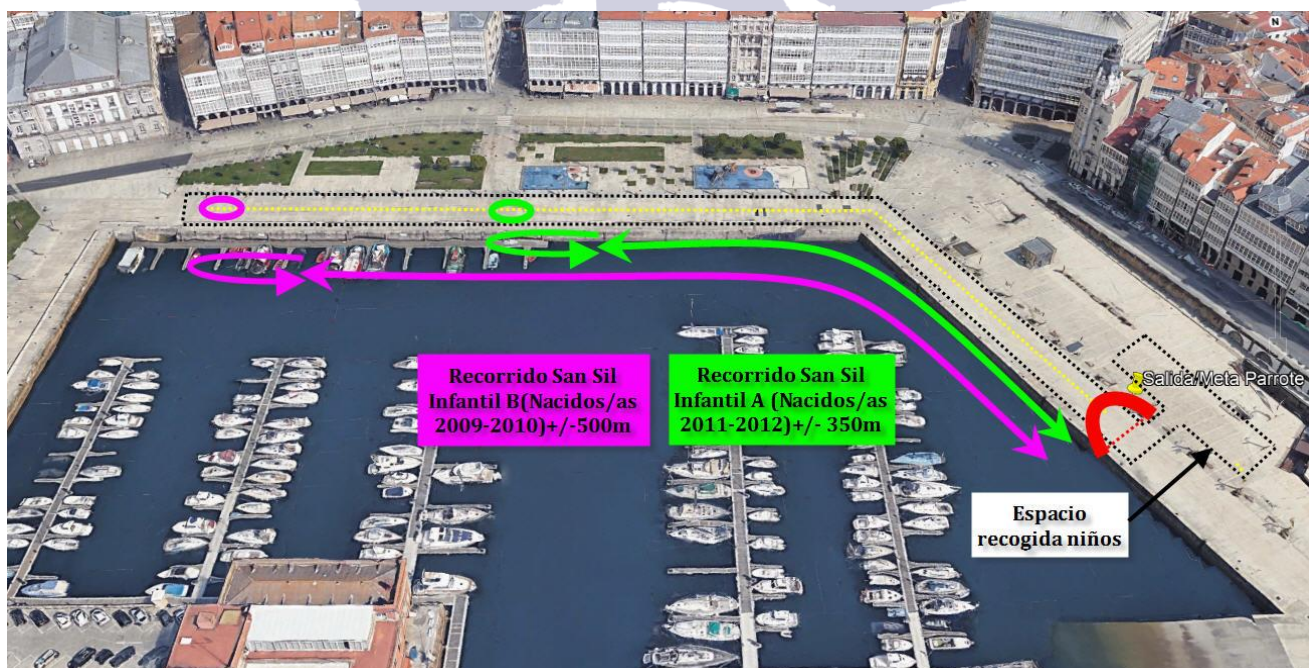 N
Recorrido San Sil
Infantil B(Nacidos/as
2009-2010)+/-500m
Recorrido San Sil
Infantil A (Nacidos/as
2011-2012)+/- 350m
Salida/Meta Parrote
Espacio
recogida niños